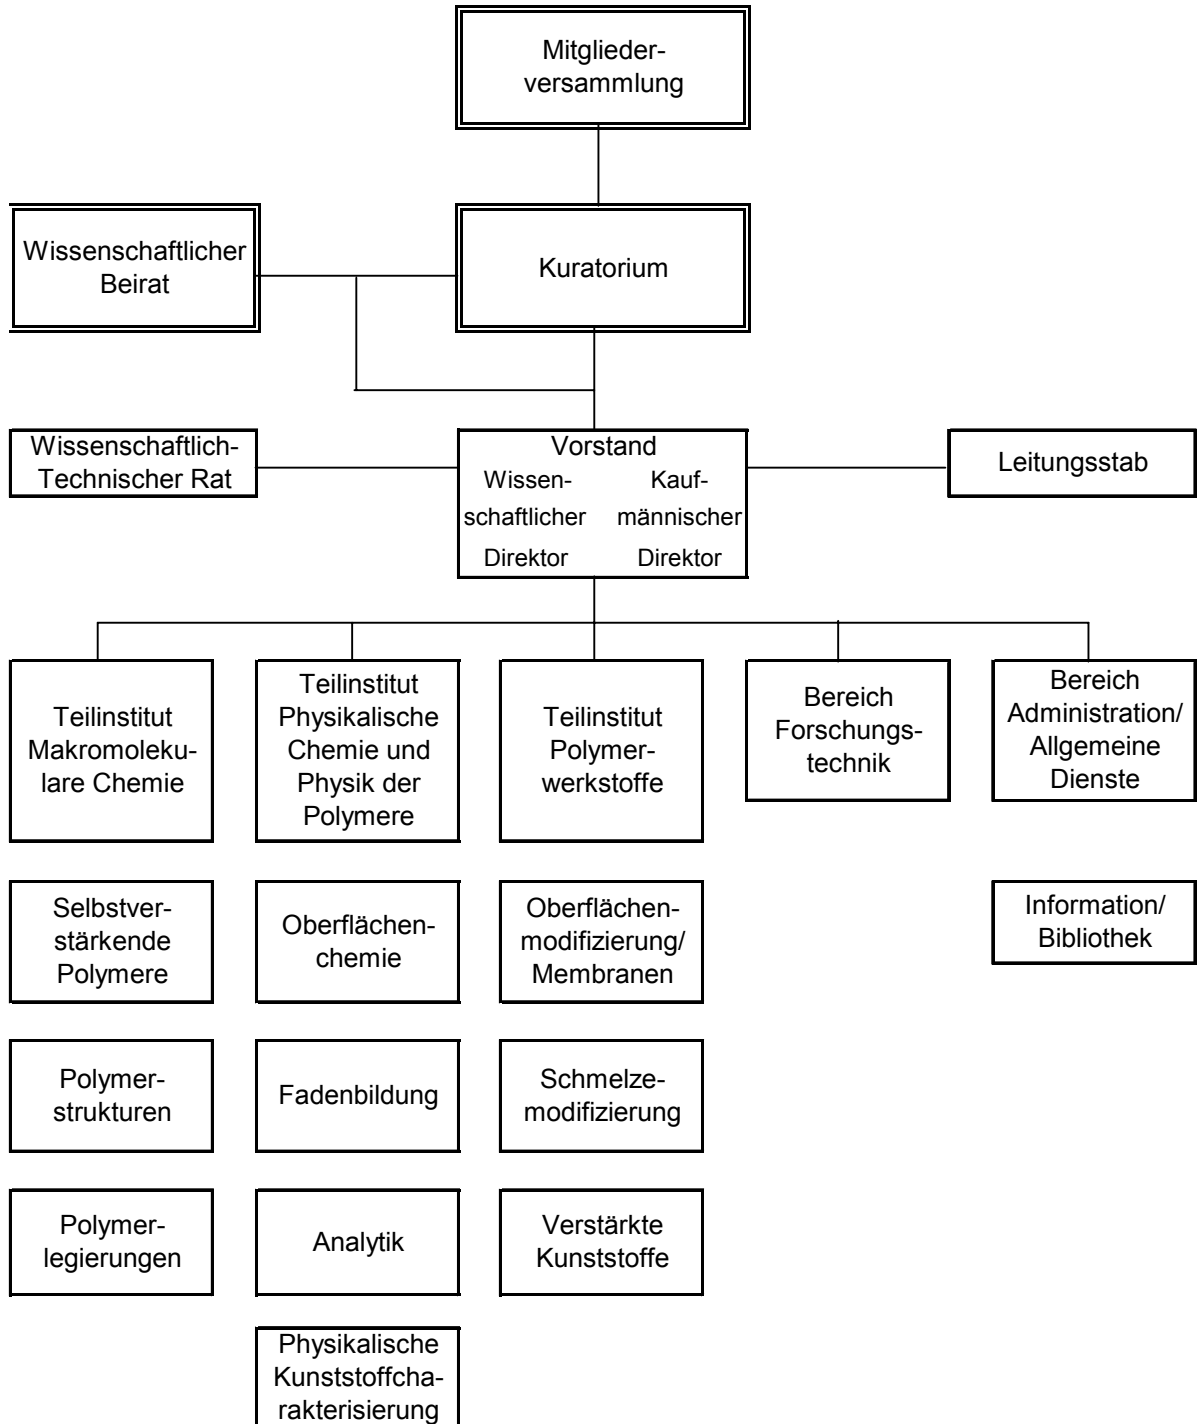 Mitglieder-
versammlung
Wissenschaftlicher
Beirat
Kuratorium
Wissenschaftlich-
Technischer Rat
Vorstand
Wissen-
schaftlicher
Direktor
Kauf-
männischer
Direktor
Leitungsstab
Teilinstitut
Makromoleku-
lare Chemie
Teilinstitut
Physikalische
Chemie und
Physik der
Polymere
Teilinstitut
Polymer-
werkstoffe
Bereich
Forschungs-
technik
Bereich
Administration/
Allgemeine
Dienste
Selbstver-
stärkende
Polymere
Oberflächen-
chemie
Oberflächen-
modifizierung/
Membranen
Information/
Bibliothek
Polymer-
strukturen
Fadenbildung
Schmelze-
modifizierung
Polymer-
legierungen
Analytik
Verstärkte
Kunststoffe
Physikalische
Kunststoffcha-
rakterisierung